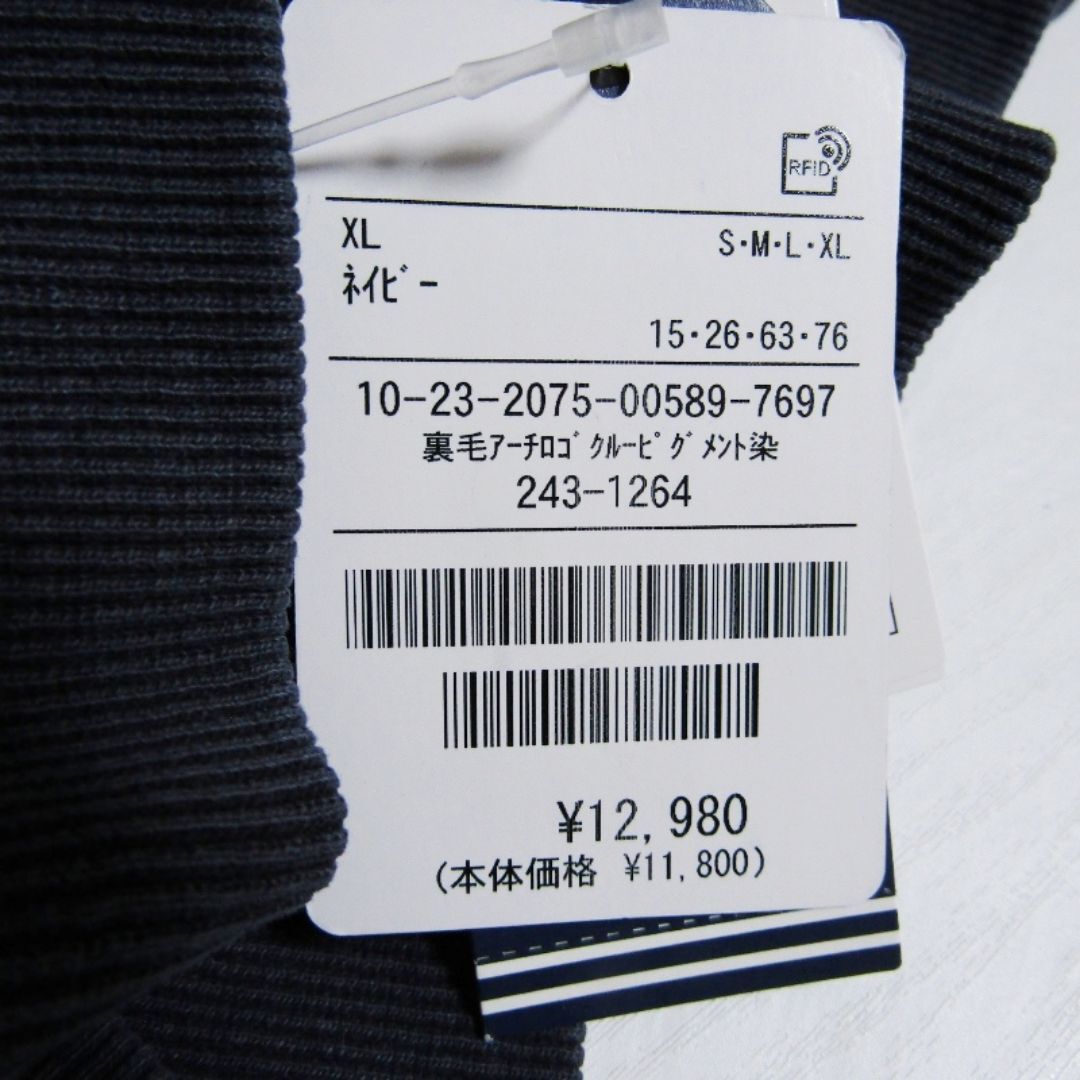 RFID
XL
S・M・L・XL
ﾈｲﾋﾞｰ
15・26・63・76
10-23-2075-00589-7697
裏毛ｱｰﾁﾛｺﾞｸﾙｰﾋﾟｸﾞﾒﾝﾄ染
243-1264
¥12,980
(本体価格 ¥11,800)